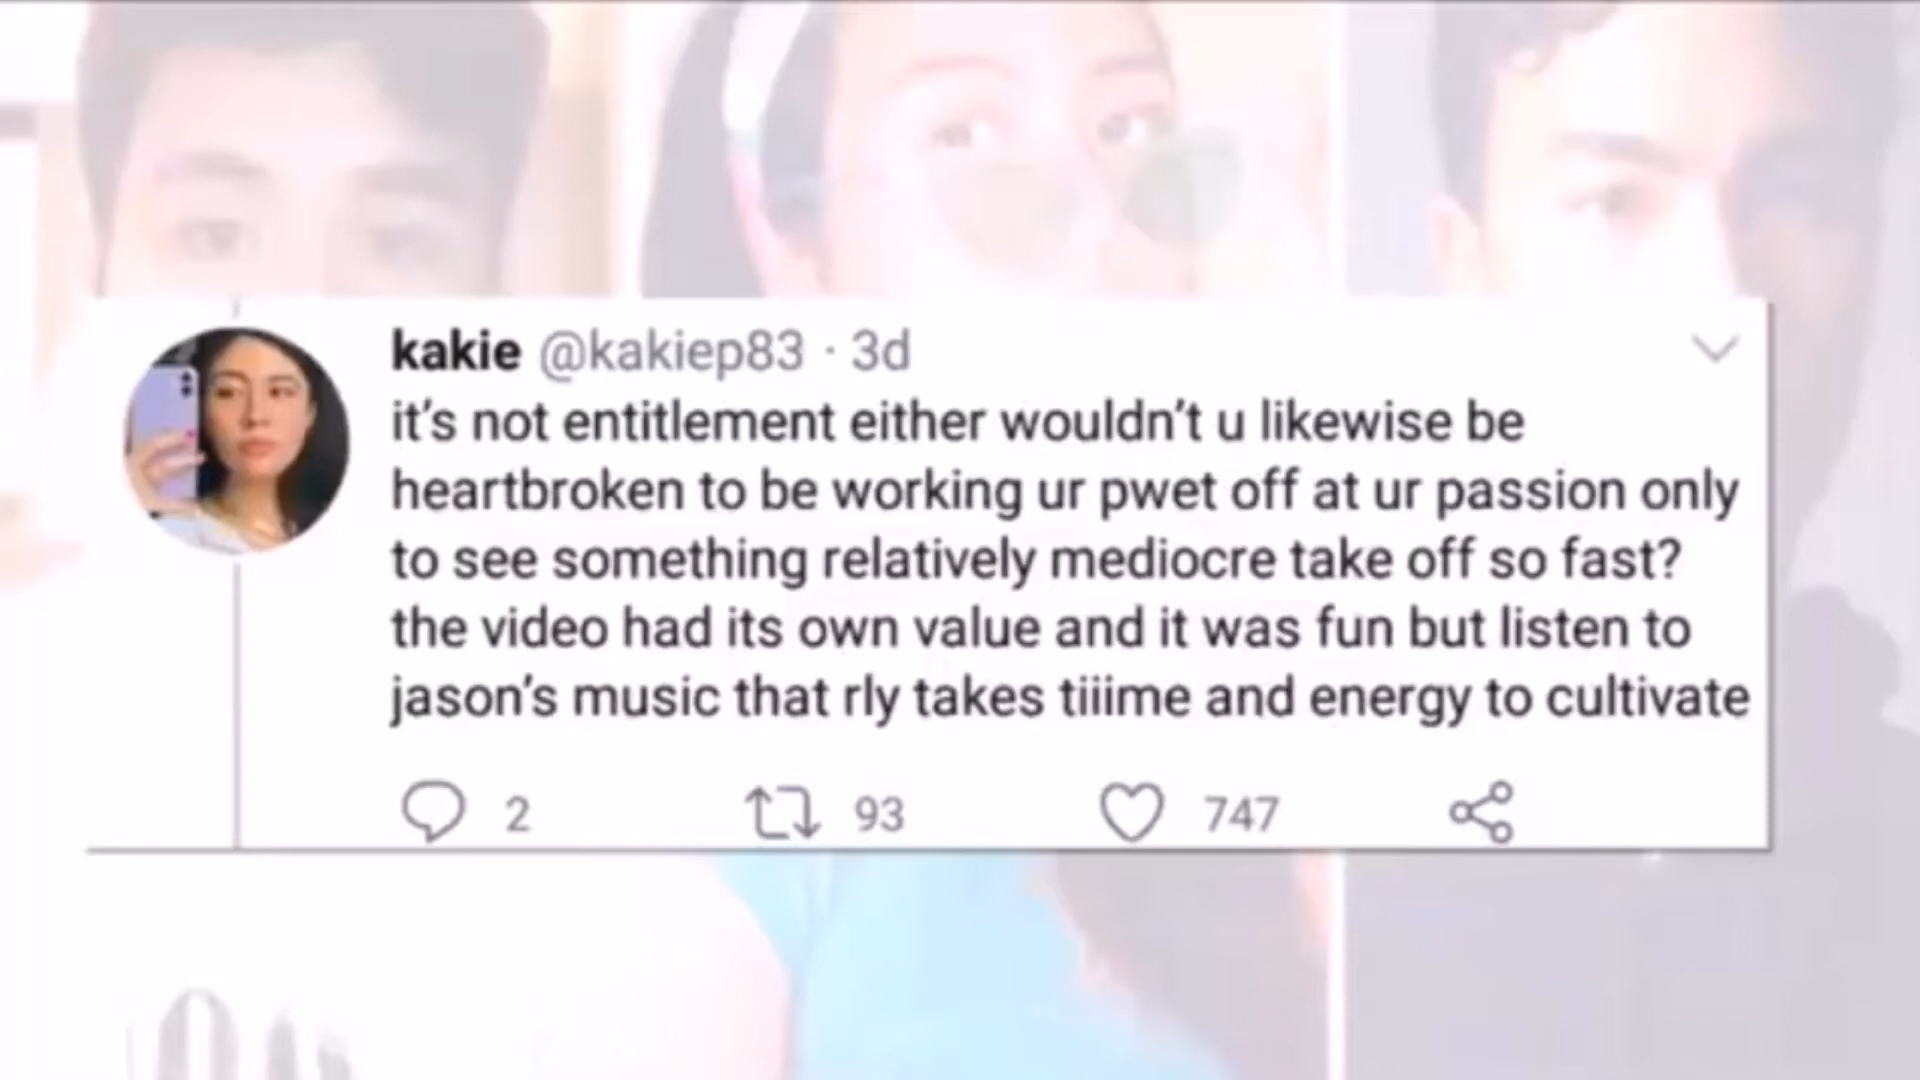 kakie @kakiep83 · 3d
it's not entitlement either wouldn't u likewise be
heartbroken to be working ur pwet off at ur passion only
to see something relatively mediocre take off so fast?
the video had its own value and it was fun but listen to
jason's music that rly takes tiiime and energy to cultivate
2 93 747